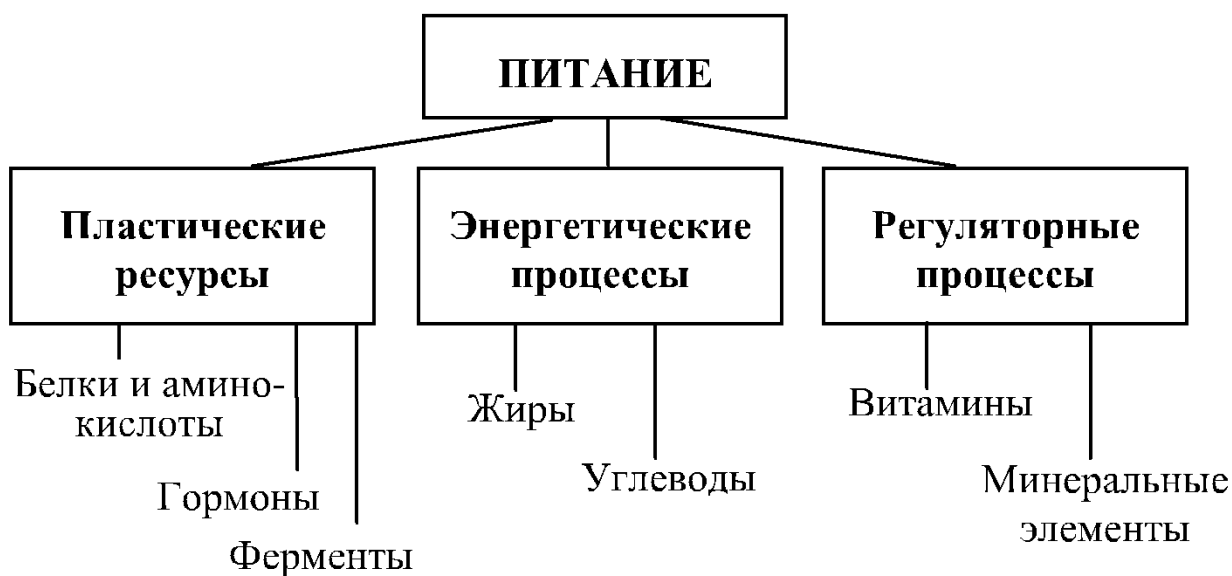 ПИТАНИЕ
Пластические
ресурсы
Энергетические
процессы
Регуляторные
процессы
Белки и амино-
кислоты
Гормоны
Ферменты
Жиры
Углеводы
Витамины
Минеральные
элементы